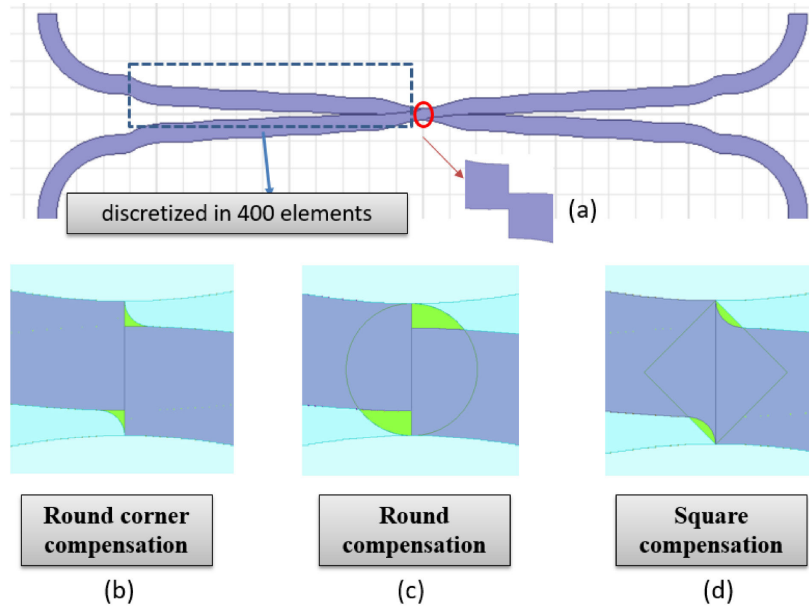 discretized in 400 elements
(a)
Round corner
compensation
Round
compensation
Square
compensation
(b)
(c)
(d)